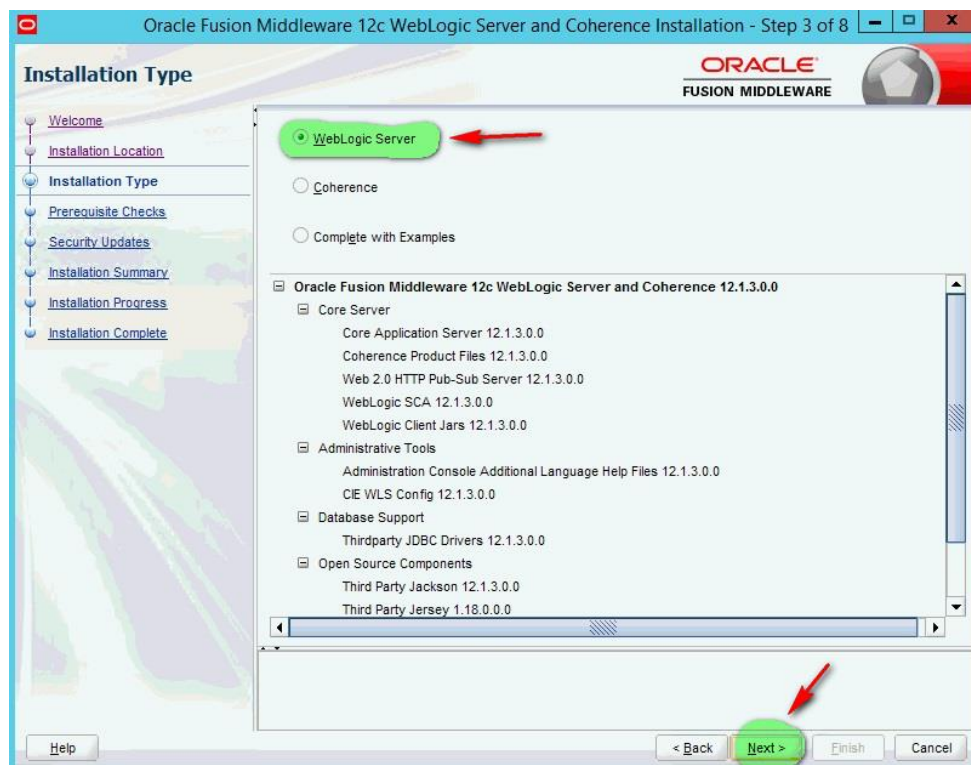 Oracle Fusion Middleware 12c WebLogic Server and Coherence Installation - Step 3 of 8
Installation Type
ORACLE
FUSION MIDDLEWARE
Welcome
Installation Location
Installation Type
Prerequisite Checks
Security Updates
Installation Summary
Installation Progress
Installation Complete
WebLogic Server
Coherence
Complete with Examples
Oracle Fusion Middleware 12c WebLogic Server and Coherence 12.1.3.0.0
Core Server
Core Application Server 12.1.3.0.0
Coherence Product Files 12.1.3.0.0
Web 2.0 HTTP Pub-Sub Server 12.1.3.0.0
WebLogic SCA 12.1.3.0.0
WebLogic Client Jars 12.1.3.0.0
Administrative Tools
Administration Console Additional Language Help Files 12.1.3.0.0
CIE WLS Config 12.1.3.0.0
Database Support
Thirdparty JDBC Drivers 12.1.3.0.0
Open Source Components
Third Party Jackson 12.1.3.0.0
Third Party Jersey 1.18.0.0.0
Help
< Back
Next >
Finish
Cancel